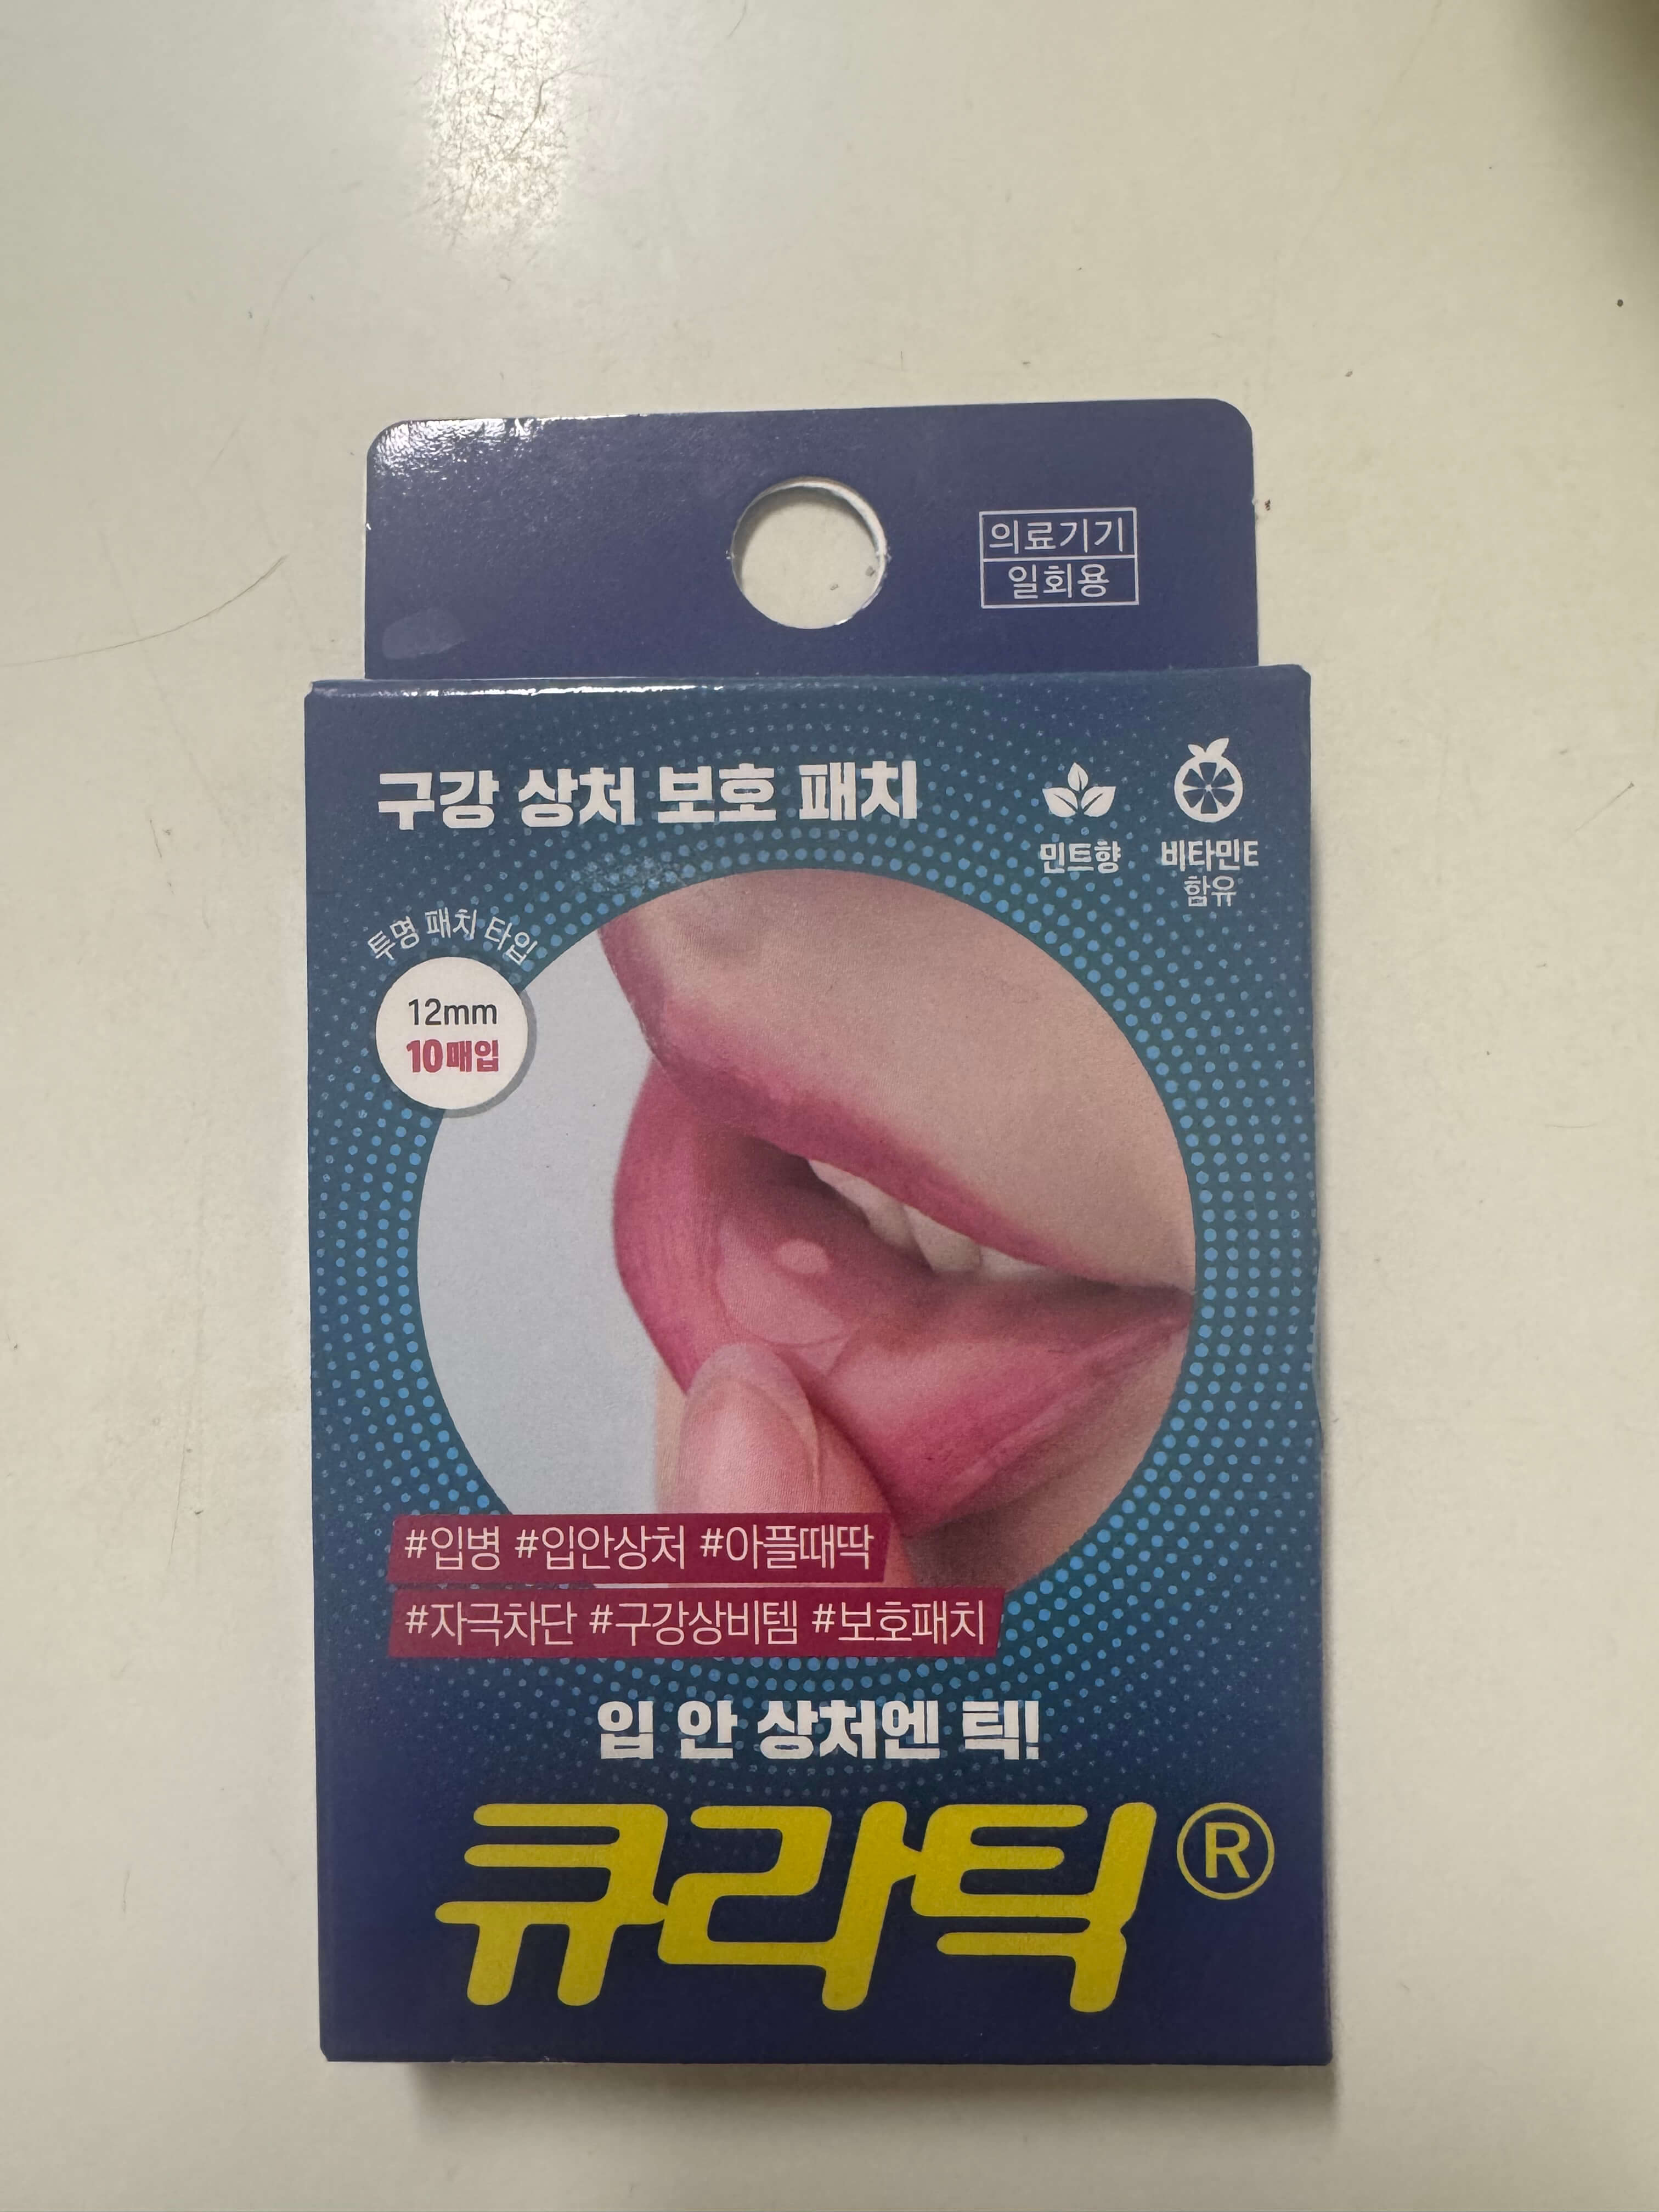 의료기기
일회용
구강 상처 보호 패치
민트향
비타민E
함유
투명 패치 타입
12mm
10매입
#입병 #입안상처 #아플때딱
#자극차단 #구강상비템 #보호패치
입 안 상처엔 틱!
큐라틱®